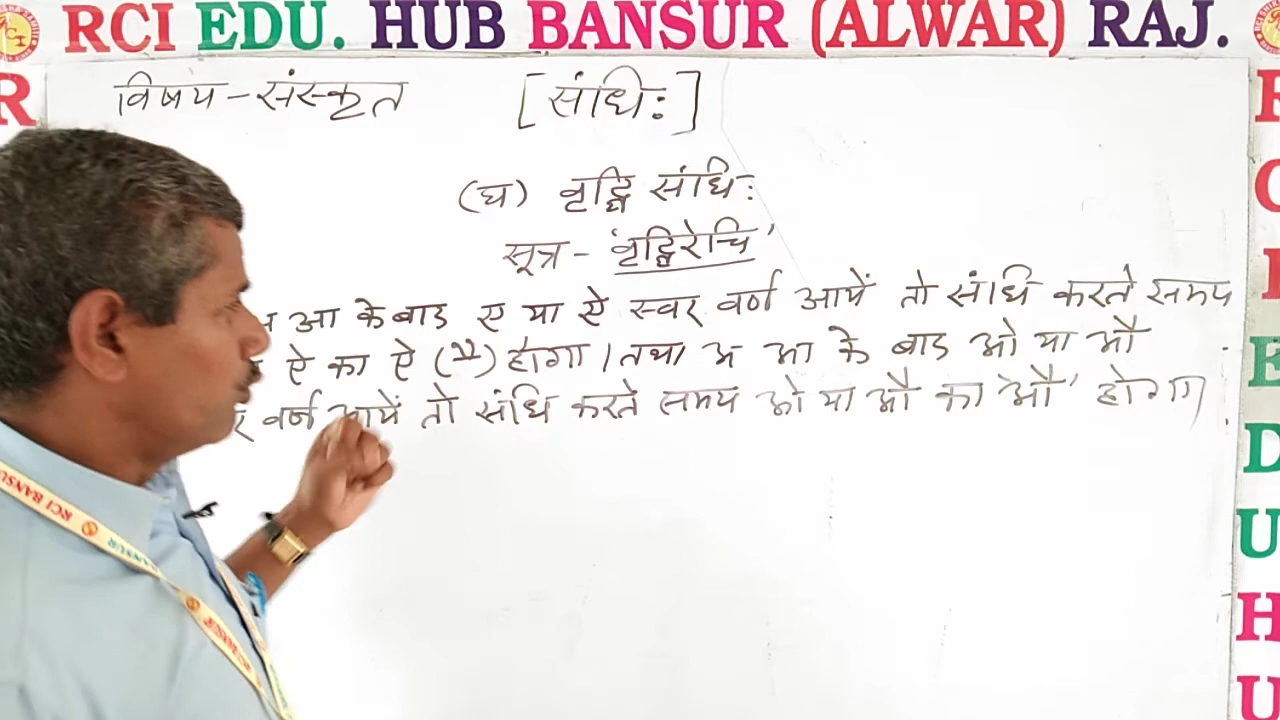 RCI EDU. HUB BANSUR (ALWAR) RAJ.
विषय - संस्कृत [संधि:]
(घ) वृद्धि संधि:
सूत्र - 'वृद्धिरेचि'
आ के बाद ए या ऐ स्वर वर्ण आयें तो संधि करते समय
ऐ का ऐ (ै) होगा। तथा अ आ के बाद ओ या औ
वर्ण आयें तो संधि करते समय ओ या औ का 'औ' होगा
R
R C I E D U H U
RCI BANSUR